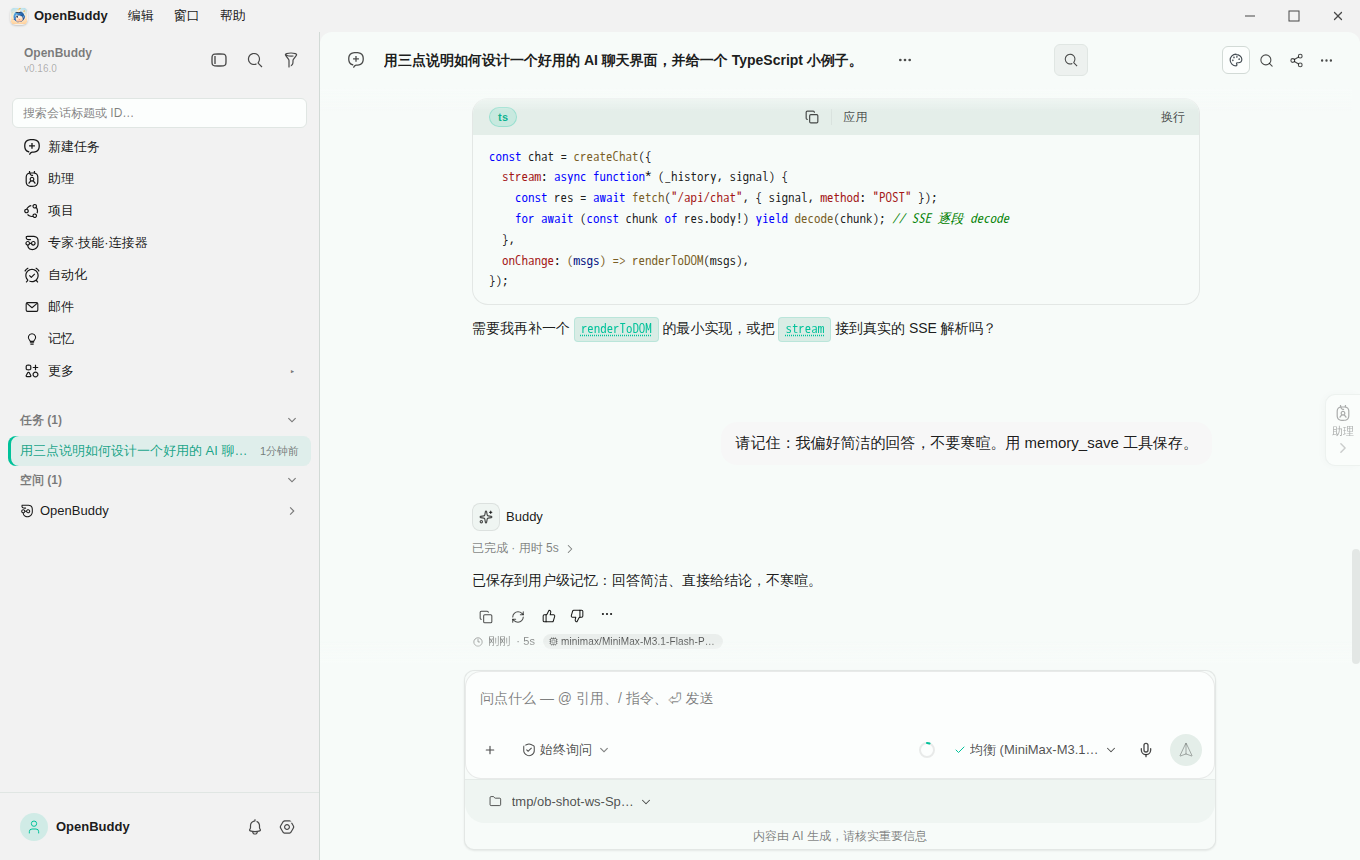 OpenBuddy 编辑 窗口 帮助
OpenBuddy
v0.16.0
搜索会话标题或 ID…
新建任务
助理
项目
专家·技能·连接器
自动化
邮件
记忆
更多
任务 (1)
用三点说明如何设计一个好用的 AI 聊… 1分钟前
空间 (1)
OpenBuddy
OpenBuddy
用三点说明如何设计一个好用的 AI 聊天界面，并给一个 TypeScript 小例子。
ts 应用 换行
const chat = createChat({
stream: async function* (_history, signal) {
const res = await fetch("/api/chat", { signal, method: "POST" });
for await (const chunk of res.body!) yield decode(chunk); // SSE 逐段 decode
},
onChange: (msgs) => renderToDOM(msgs),
});
需要我再补一个 renderToDOM 的最小实现，或把 stream 接到真实的 SSE 解析吗？
请记住：我偏好简洁的回答，不要寒暄。用 memory_save 工具保存。
Buddy
已完成 · 用时 5s
已保存到用户级记忆：回答简洁、直接给结论，不寒暄。
刚刚 · 5s minimax/MiniMax-M3.1-Flash-P…
助理
问点什么 — @ 引用、/ 指令、⏎ 发送
始终询问 均衡 (MiniMax-M3.1…
tmp/ob-shot-ws-Sp…
内容由 AI 生成，请核实重要信息